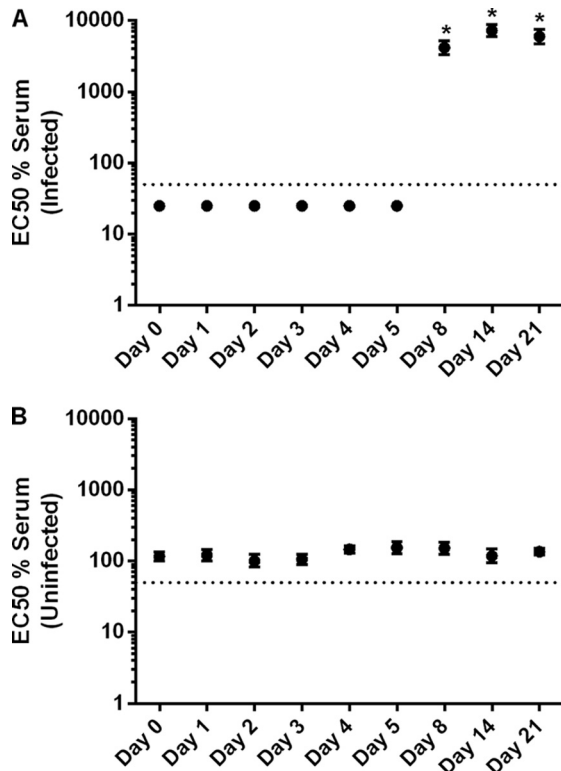 A
EC50 % Serum
(Infected)
10000
1000
100
10
1
* * *
Day 0 Day 1 Day 2 Day 3 Day 4 Day 5 Day 8 Day 14 Day 21
B
EC50 % Serum
(Uninfected)
10000
1000
100
10
1
Day 0 Day 1 Day 2 Day 3 Day 4 Day 5 Day 8 Day 14 Day 21